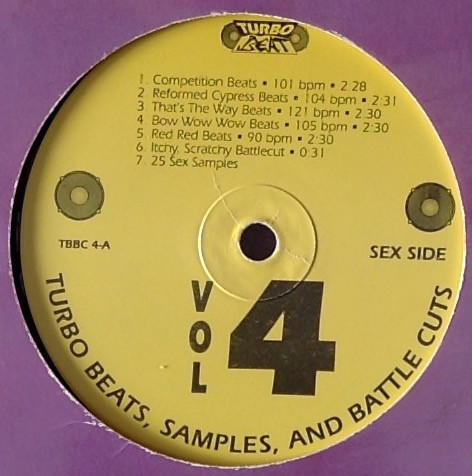 TURBO
BEAT!
1. Competition Beats • 101 bpm • 2:28
2. Reformed Cypress Beats • 104 bpm • 2:31
3. That's The Way Beats • 121 bpm • 2:30
4. Bow Wow Wow Beats • 105 bpm • 2:30
5. Red Red Beats • 90 bpm • 2:30
6. Itchy, Scratchy Battlecut • 0:31
7. 25 Sex Samples
TBBC 4-A
SEX SIDE
VOL
4
TURBO BEATS, SAMPLES, AND BATTLE CUTS